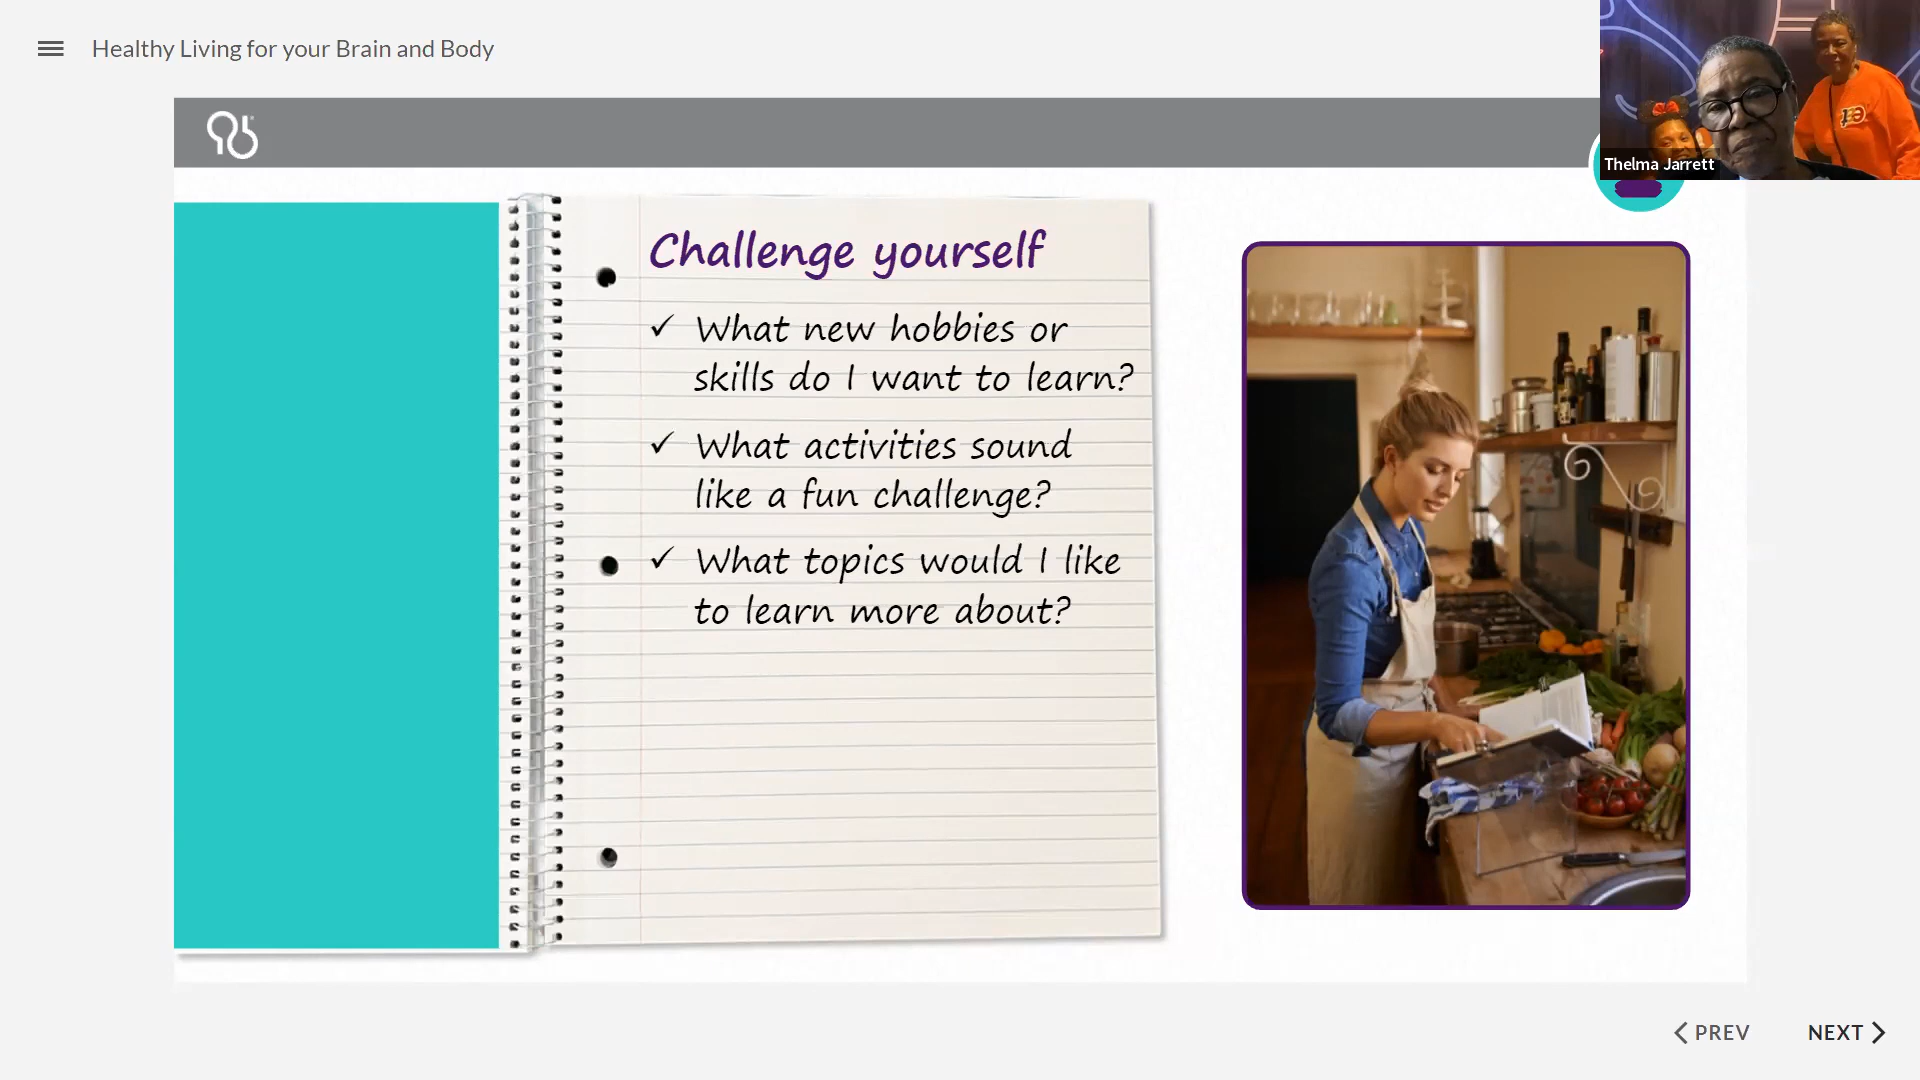 Healthy Living for your Brain and Body
Thelma Jarrett
Challenge yourself
✓ What new hobbies or
skills do I want to learn?
✓ What activities sound
like a fun challenge?
✓ What topics would I like
to learn more about?
PREV
NEXT